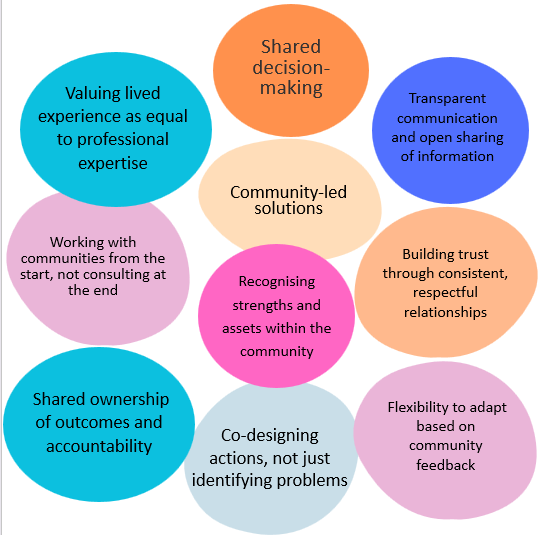 Shared
decision-
making
Valuing lived
experience as equal
to professional
expertise
Transparent
communication
and open sharing
of information
Community-led
solutions
Working with
communities from the
start, not consulting at
the end
Building trust
through consistent,
respectful
relationships
Recognising
strengths and
assets within the
community
Shared ownership
of outcomes and
accountability
Co-designing
actions, not just
identifying problems
Flexibility to adapt
based on
community
feedback